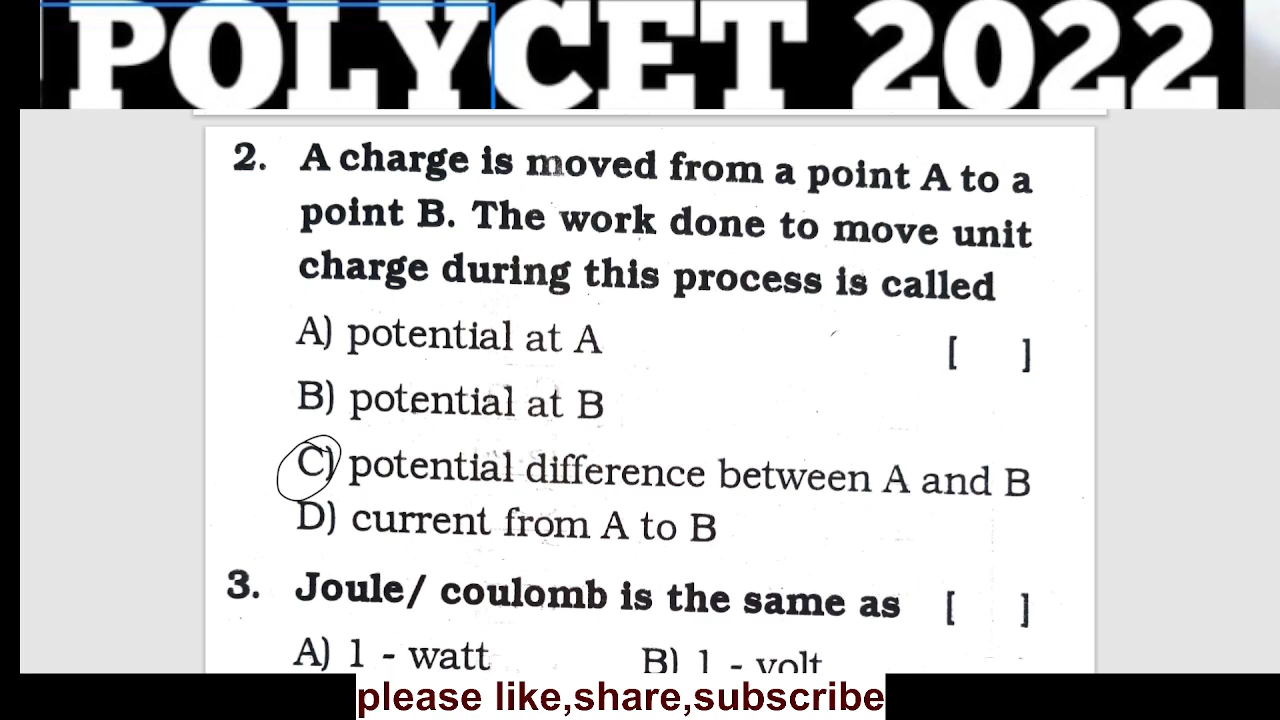 POLYCET 2022
2. A charge is moved from a point A to a
point B. The work done to move unit
charge during this process is called
A) potential at A [ ]
B) potential at B
C) potential difference between A and B
D) current from A to B
3. Joule/ coulomb is the same as [ ]
A) 1 - watt B) 1 - volt
please like,share,subscribe